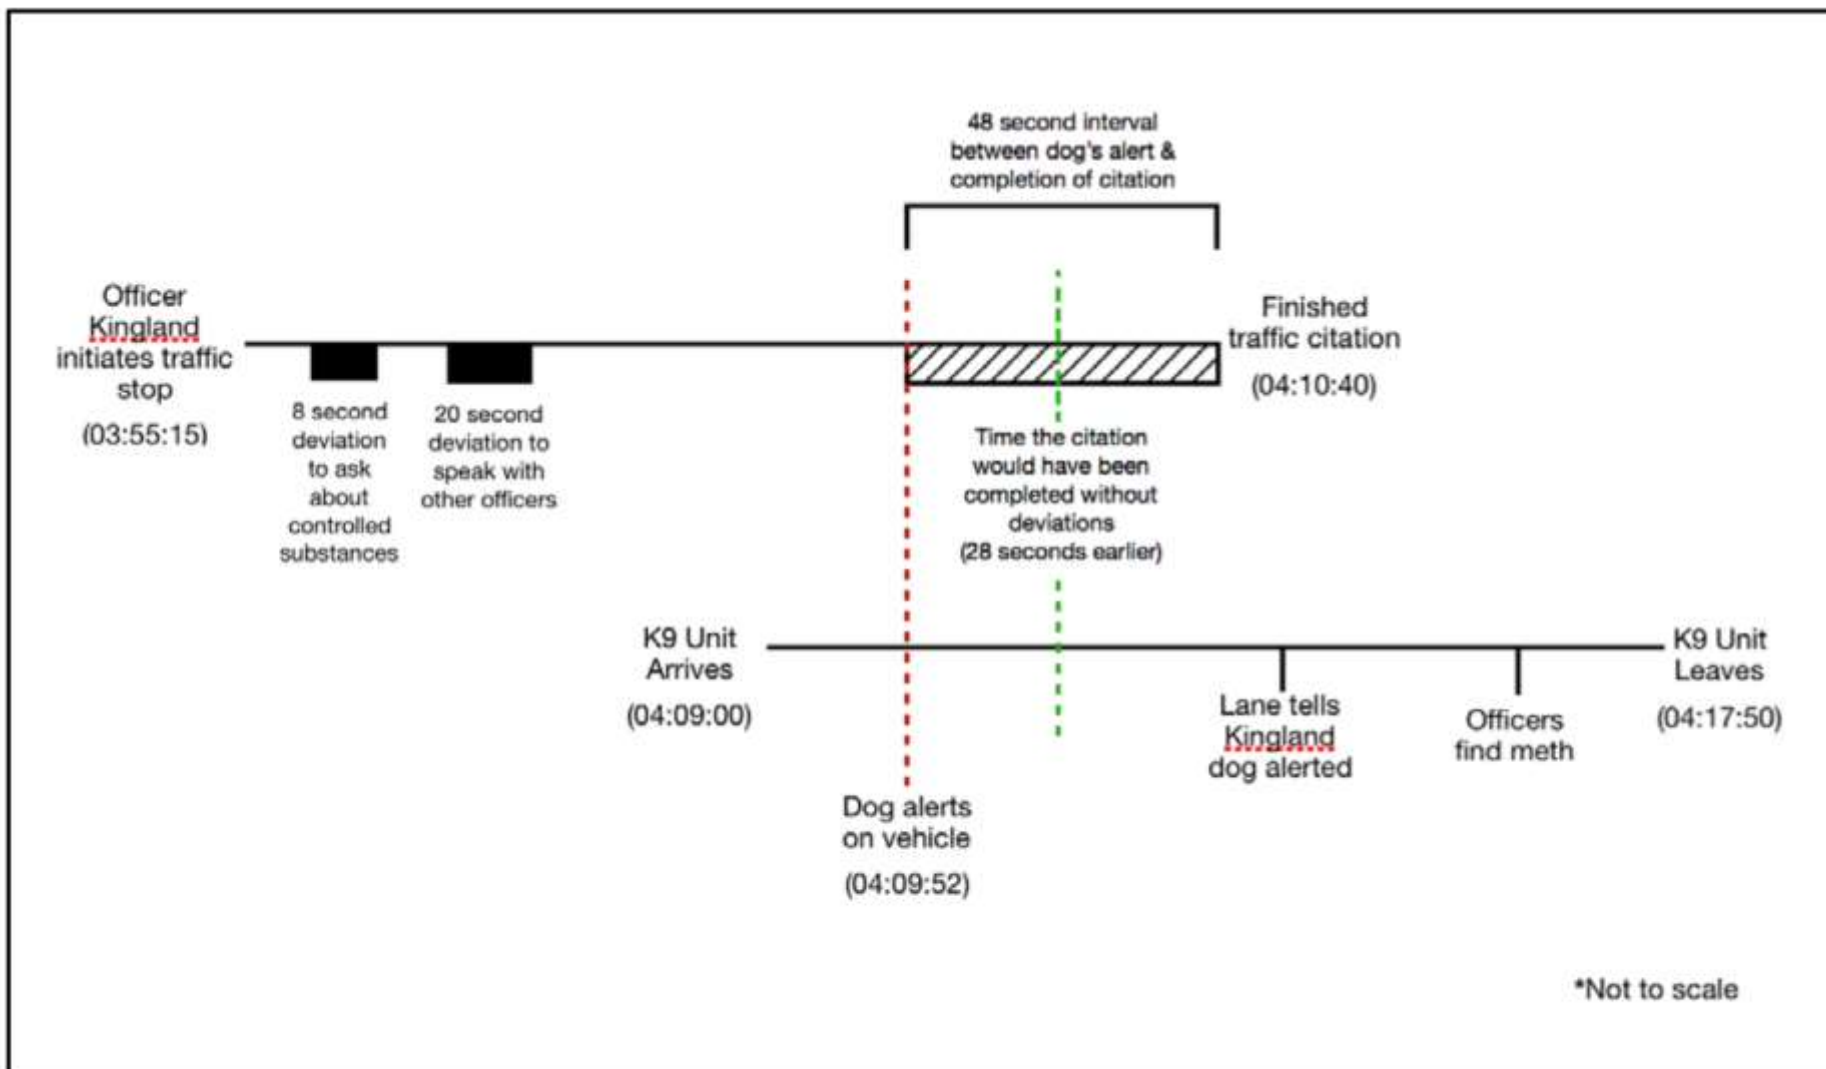 48 second interval
between dog's alert &
completion of citation
Officer
Kingland
initiates traffic
stop
(03:55:15)
8 second
deviation
to ask
about
controlled
substances
20 second
deviation to
speak with
other officers
Finished
traffic citation
(04:10:40)
Time the citation
would have been
completed without
deviations
(28 seconds earlier)
K9 Unit
Arrives
(04:09:00)
Dog alerts
on vehicle
(04:09:52)
Lane tells
Kingland
dog alerted
Officers
find meth
K9 Unit
Leaves
(04:17:50)
*Not to scale